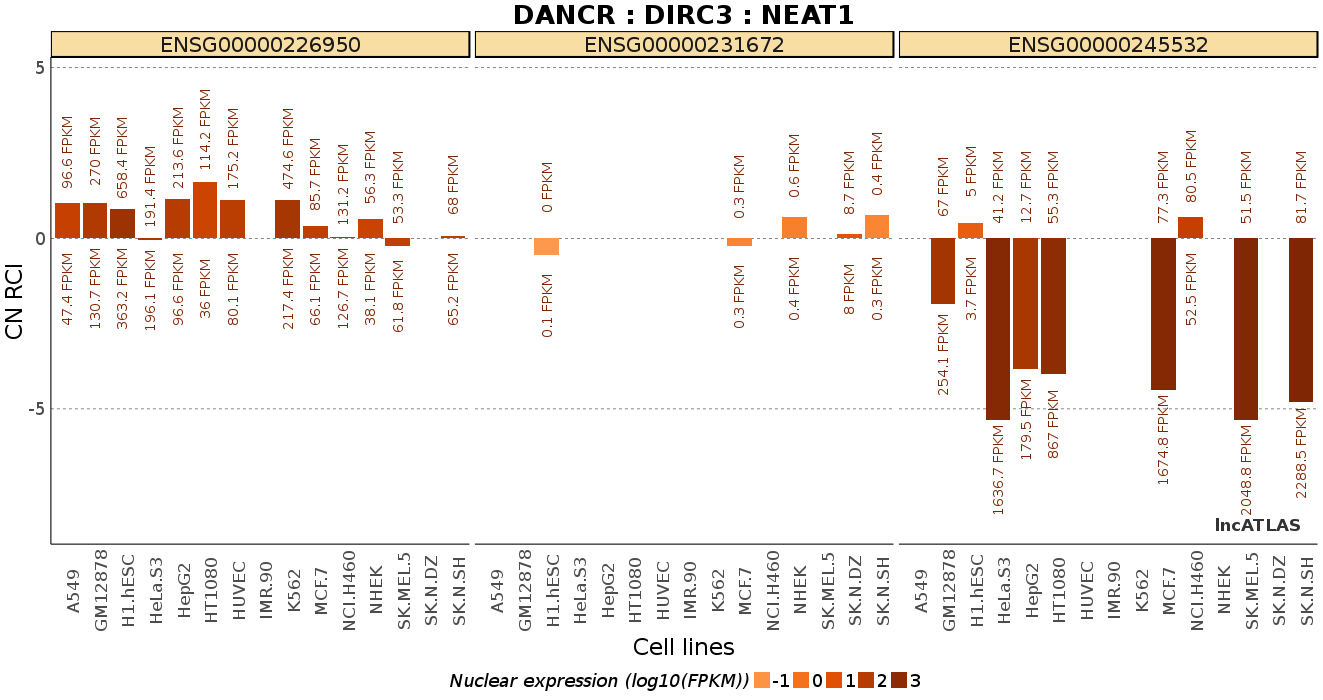 DANCR : DIRC3 : NEAT1
ENSG00000226950
ENSG00000231672
ENSG00000245532
CN RCI
5
0
-5
96.6 FPKM
270 FPKM
658.4 FPKM
191.4 FPKM
213.6 FPKM
114.2 FPKM
175.2 FPKM
474.6 FPKM
85.7 FPKM
131.2 FPKM
56.3 FPKM
53.3 FPKM
68 FPKM
47.4 FPKM
130.7 FPKM
363.2 FPKM
196.1 FPKM
96.6 FPKM
36 FPKM
80.1 FPKM
217.4 FPKM
66.1 FPKM
126.7 FPKM
38.1 FPKM
61.8 FPKM
65.2 FPKM
0 FPKM
0.3 FPKM
0.6 FPKM
8.7 FPKM
0.4 FPKM
0.1 FPKM
0.3 FPKM
0.4 FPKM
8 FPKM
0.3 FPKM
67 FPKM
5 FPKM
41.2 FPKM
12.7 FPKM
55.3 FPKM
77.3 FPKM
80.5 FPKM
51.5 FPKM
81.7 FPKM
254.1 FPKM
3.7 FPKM
1636.7 FPKM
179.5 FPKM
867 FPKM
1674.8 FPKM
52.5 FPKM
2048.8 FPKM
2288.5 FPKM
lncATLAS
A549
GM12878
H1.hESC
HeLa.S3
HepG2
HT1080
HUVEC
IMR.90
K562
MCF.7
NCI.H460
NHEK
SK.MEL.5
SK.N.DZ
SK.N.SH
A549
GM12878
H1.hESC
HeLa.S3
HepG2
HT1080
HUVEC
IMR.90
K562
MCF.7
NCI.H460
NHEK
SK.MEL.5
SK.N.DZ
SK.N.SH
A549
GM12878
H1.hESC
HeLa.S3
HepG2
HT1080
HUVEC
IMR.90
K562
MCF.7
NCI.H460
NHEK
SK.MEL.5
SK.N.DZ
SK.N.SH
Cell lines
Nuclear expression (log10(FPKM)) -1 0 1 2 3